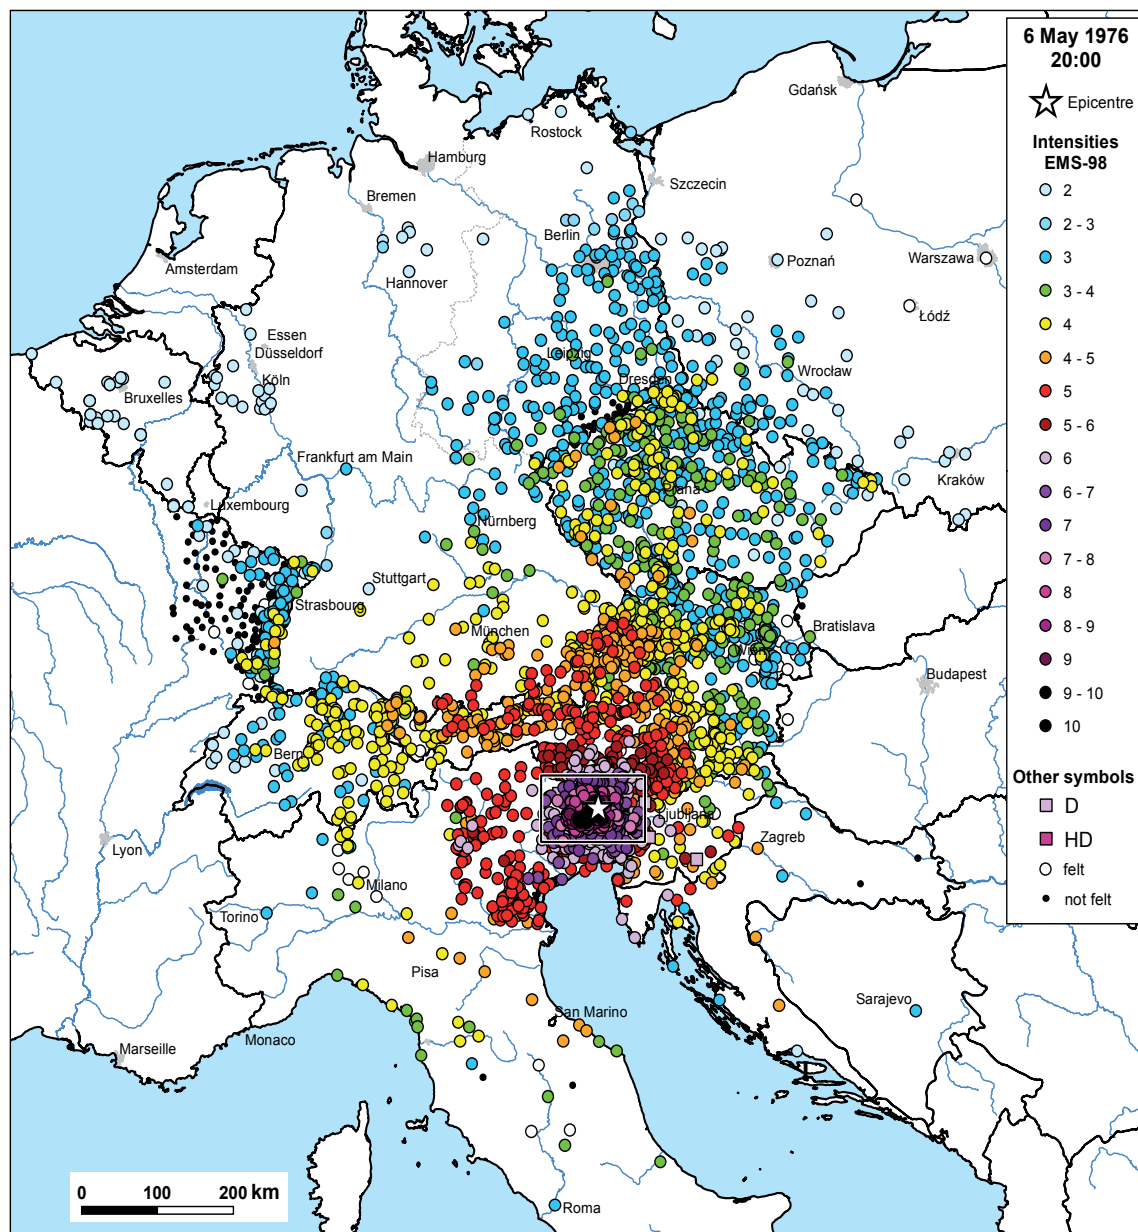 6 May 1976
20:00
Epicentre
Intensities
EMS-98
2
2 - 3
3
3 - 4
4
4 - 5
5
5 - 6
6
6 - 7
7
7 - 8
8
8 - 9
9
9 - 10
10
Other symbols
D
HD
felt
not felt
Gdańsk
Rostock
Hamburg
Szczecin
Bremen
Berlin
Amsterdam
Poznań
Warszawa
Hannover
Łódź
Essen
Düsseldorf
Leipzig
Köln
Dresden
Wrocław
Bruxelles
Frankfurt am Main
Kraków
Praha
Luxembourg
Nürnberg
Stuttgart
Strasbourg
München
Bratislava
Wien
Budapest
Bern
Ljubljana
Zagreb
Lyon
Milano
Torino
Pisa
San Marino
Sarajevo
Monaco
Marseille
0 100 200 km
Roma